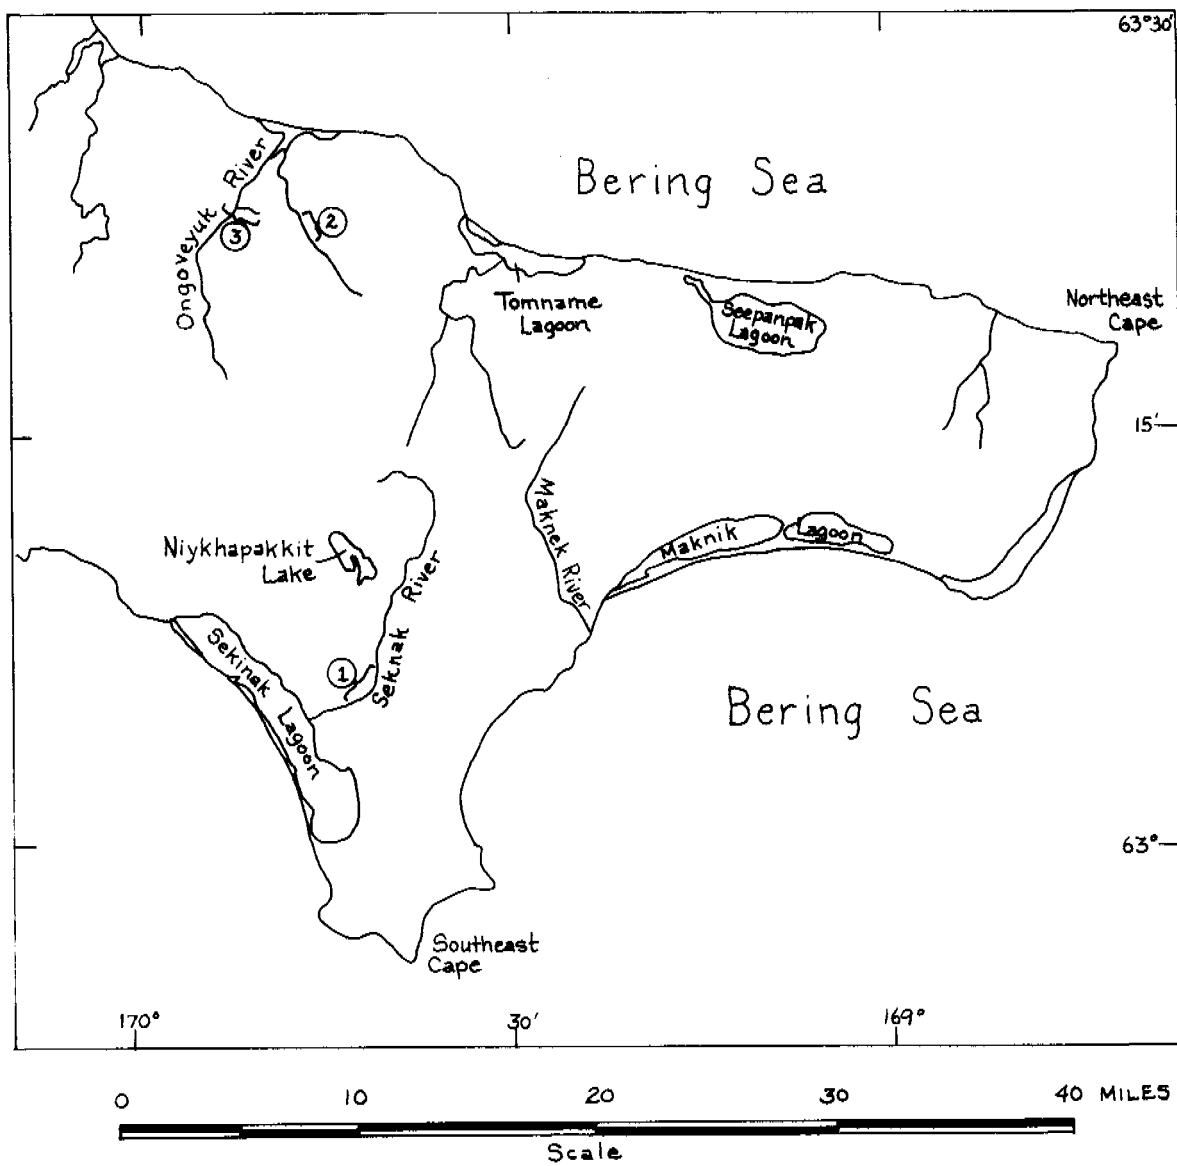 63°30'
Bering Sea
Ongoveyuk River
2
3
Tomname
Lagoon
Seepanpak
Lagoon
Northeast
Cape
15'
Niykhapakkit
Lake
Maknek River
Maknik Lagoon
Seknak River
Sekinak Lagoon
1
Bering Sea
63°
Southeast
Cape
170° 30' 169°
0 10 20 30 40 MILES
Scale